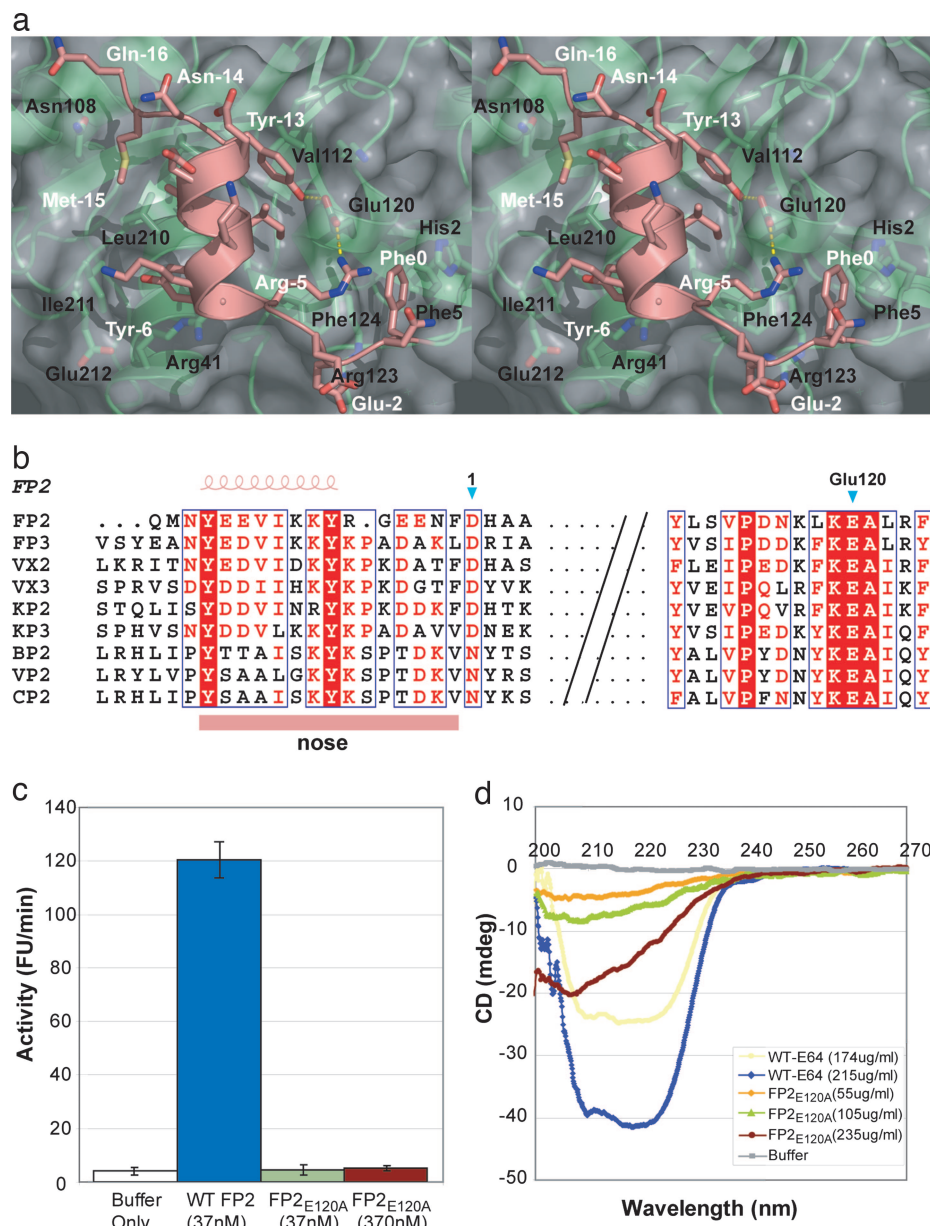 a
Gln-16
Asn-14
Asn108
Tyr-13
Val112
Met-15
Glu120
Leu210
His2
Arg-5
Phe0
Ile211
Phe124
Phe5
Tyr-6
Arg41
Glu212
Arg123
Glu-2
Gln-16
Asn-14
Asn108
Tyr-13
Val112
Met-15
Glu120
Leu210
His2
Arg-5
Phe0
Ile211
Phe124
Phe5
Tyr-6
Arg41
Glu212
Arg123
Glu-2
b
FP2
1
Glu120
FP2 ...QMNYEEVIKKYR.GEENFDHAA ..... YLSVPDNKLKEALRF
FP3 VSYEANYEDVIKKYKPADAKLDRIA ..... YVSIPDDKFKEALRY
VX2 LKRITNYEDVIDKYKPKDATFDHAS ..... FLEIPEDKFKEAIRF
VX3 SPRVSDYDDIIHKYKPKDGTFDYVK ..... YVEIPQLRFKEAIKF
KP2 STQLISYDDVINRYKPKDDKFDHTK ..... YVEVPQVRFKEAIKF
KP3 SPHVSNYDDVLKKYKPADAVVDNEK ..... YVSIPEDKYKEAIQF
BP2 LRHLIPYTTAISKYKSPTDKVNYTS ..... YALVPYDNYKEAIQY
VP2 LRYLVPYSAALGKYKSPTDKVNYTS ..... YALVPYDNYKEAIQY
CP2 LRHLIPYSAAISKYKSPTDKVNYKS ..... FALVPFNNYKEAIQY
nose
c
Activity (FU/min)
140
120
100
80
60
40
20
0
Buffer Only
WT FP2 (37nM)
FP2E120A (37nM)
FP2E120A (370nM)
d
CD (mdeg)
10
0
-10
-20
-30
-40
-50
200 210 220 230 240 250 260 270
WT-E64 (174ug/ml)
WT-E64 (215ug/ml)
FP2E120A(55ug/ml)
FP2E120A(105ug/ml)
FP2E120A(235ug/ml)
Buffer
Wavelength (nm)